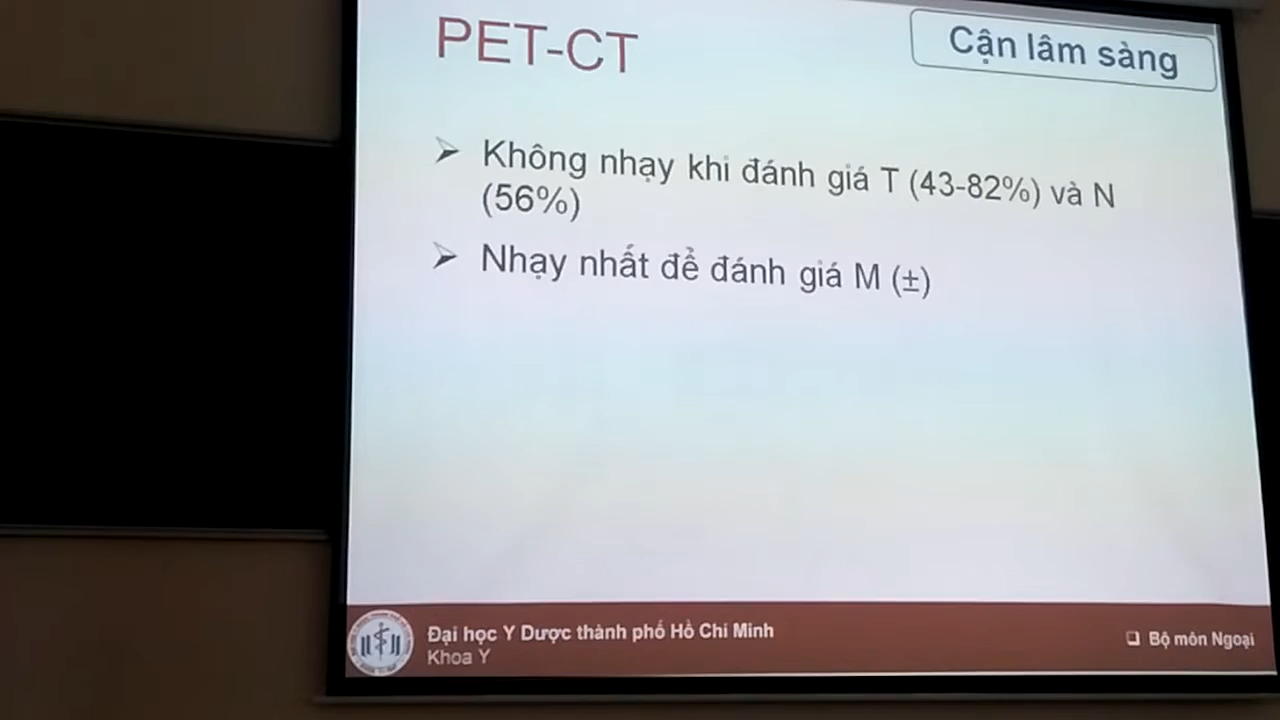 PET-CT
Cận lâm sàng
➢ Không nhạy khi đánh giá T (43-82%) và N
(56%)
➢ Nhạy nhất để đánh giá M (±)
Đại học Y Dược thành phố Hồ Chí Minh
Khoa Y
❑ Bộ môn Ngoại